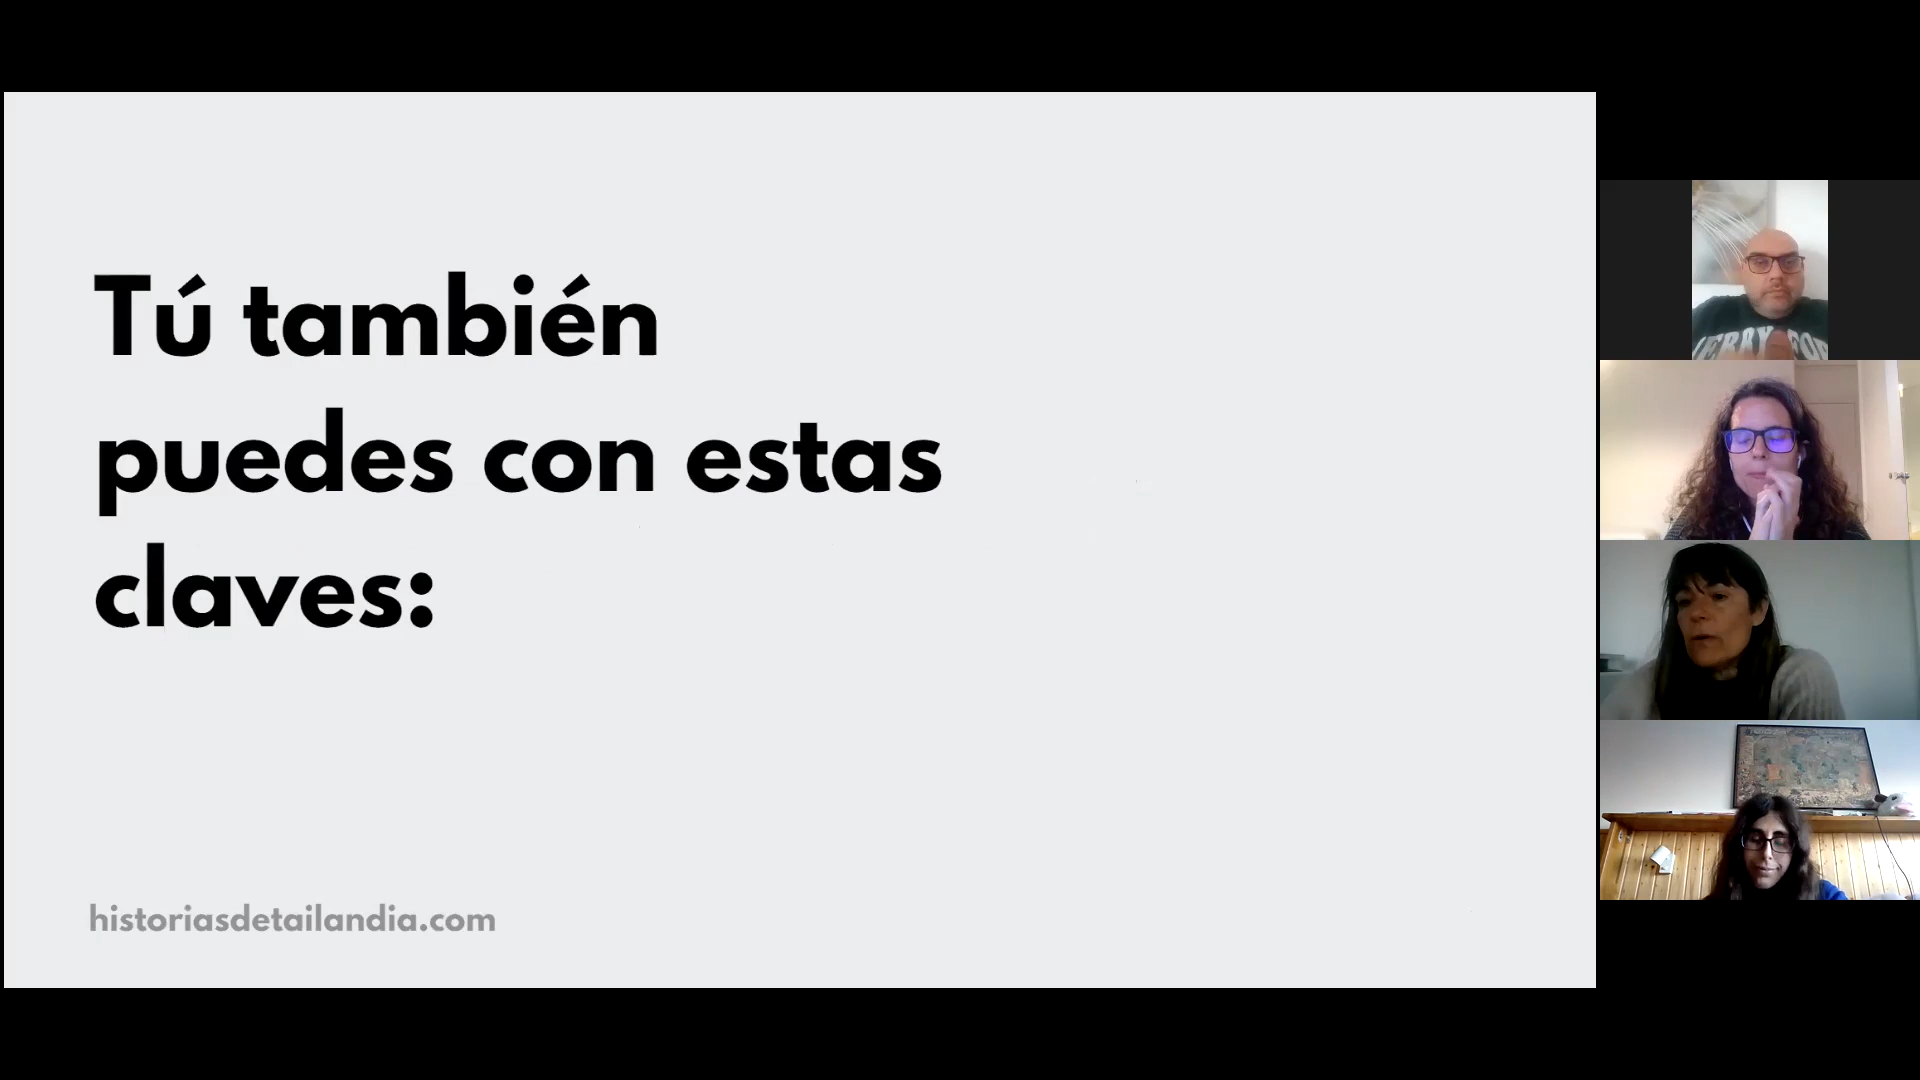 Tú también
puedes con estas
claves:
historiasdetailandia.com